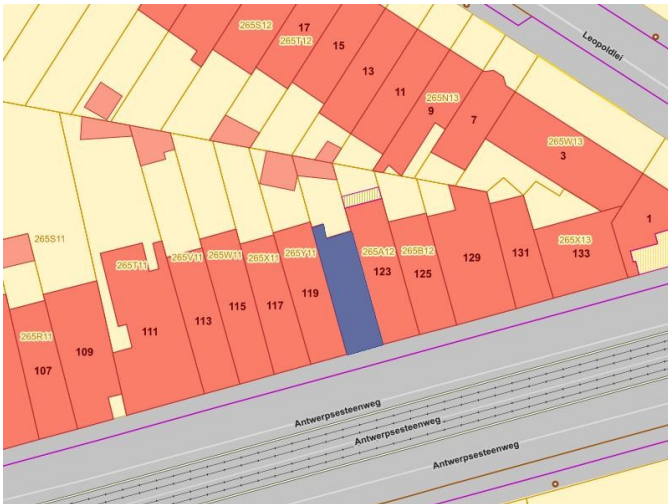 265S12
17
265T12
15
Leopoldlei
13
11
265N13
9
7
265W13
3
1
265S11
265T11
265V11
265W11
265X11
265Y11
265A12
265B12
265X13
107
265R11
109
111
113
115
117
119
123
125
129
131
133
Antwerpsesteenweg
Antwerpsesteenweg
Antwerpsesteenweg